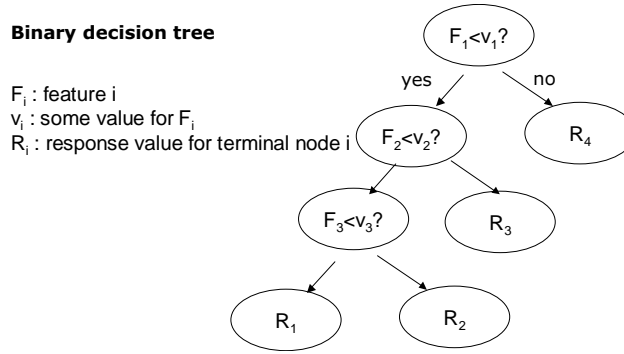 Binary decision tree
F₁<v₁?
yes
no
Fᵢ : feature i
vᵢ : some value for Fᵢ
Rᵢ : response value for terminal node i
F₂<v₂?
R₄
F₃<v₃?
R₃
R₁
R₂